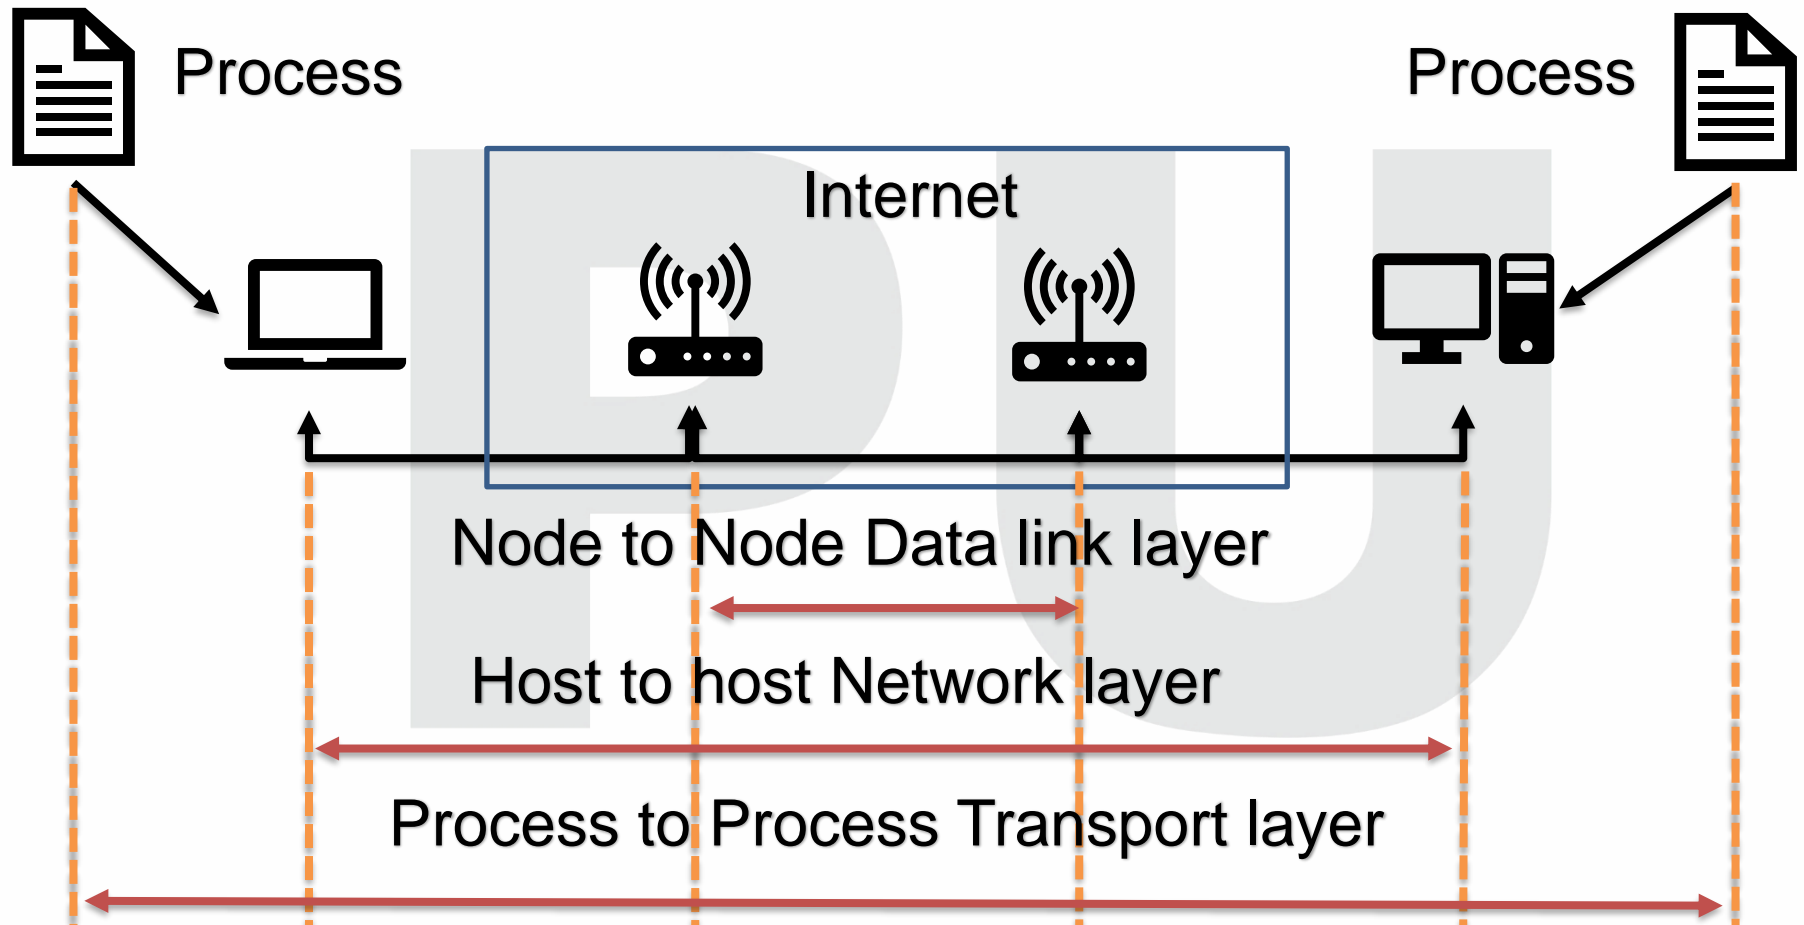 Process
Process
Internet
Node to Node Data link layer
Host to host Network layer
Process to Process Transport layer
PU